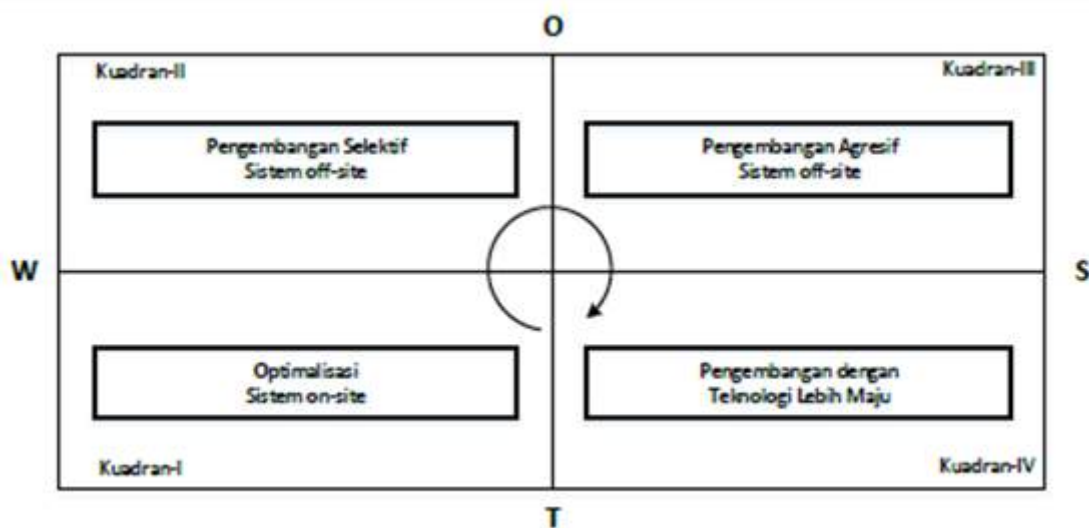 O
Kuadran-II
Kuadran-III
Pengembangan Selektif
Sistem off-site
Pengembangan Agresif
Sistem off-site
W
S
Optimalisasi
Sistem on-site
Pengembangan dengan
Teknologi Lebih Maju
Kuadran-I
Kuadran-IV
T